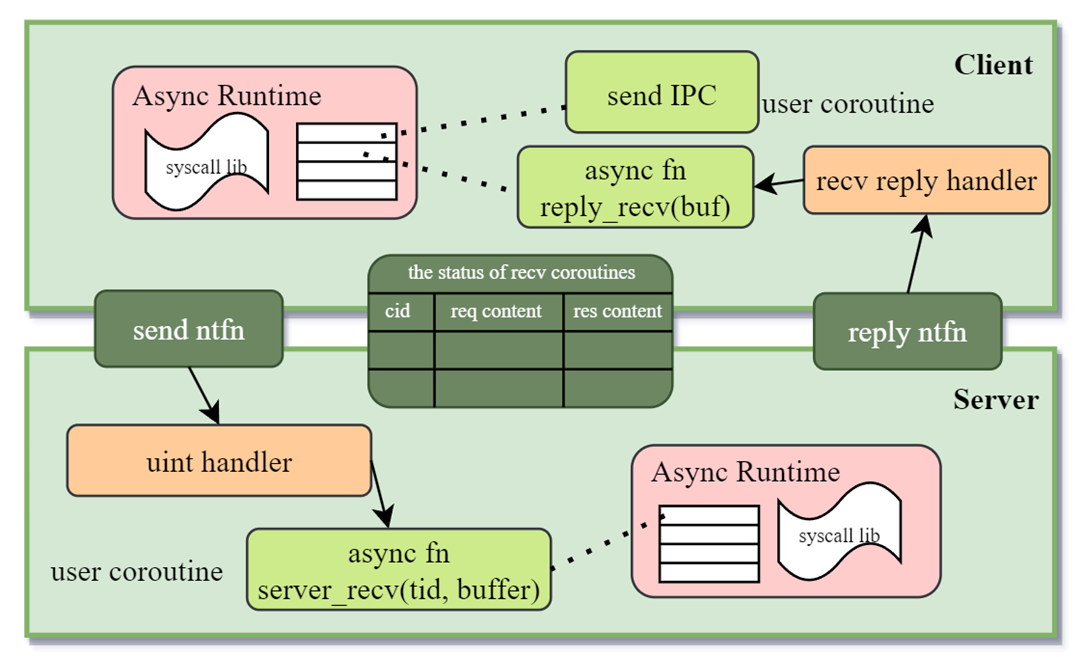 Client
Async Runtime
syscall lib
send IPC
user coroutine
async fn
reply_recv(buf)
recv reply handler
send ntfn
the status of recv coroutines
cid
req content
res content
reply ntfn
Server
uint handler
async fn
server_recv(tid, buffer)
user coroutine
Async Runtime
syscall lib